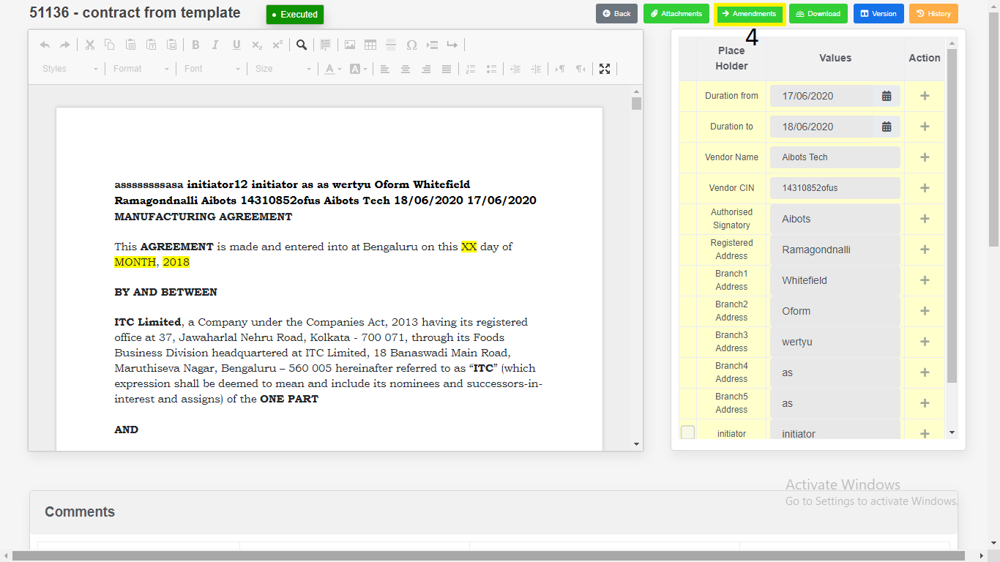 51136 - contract from template
● Executed
Back
Attachments
Amendments
Download
Version
History
4
Styles
Format
Font
Size
assssssssasa initiator12 initiator as as wertyu Oform Whitefield
Ramagondnalli Aibots 14310852ofus Aibots Tech 18/06/2020 17/06/2020
MANUFACTURING AGREEMENT
This AGREEMENT is made and entered into at Bengaluru on this XX day of
MONTH, 2018
BY AND BETWEEN
ITC Limited, a Company under the Companies Act, 2013 having its registered
office at 37, Jawaharlal Nehru Road, Kolkata - 700 071, through its Foods
Business Division headquartered at ITC Limited, 18 Banaswadi Main Road,
Maruthiseva Nagar, Bengaluru – 560 005 hereinafter referred to as “ITC” (which
expression shall be deemed to mean and include its nominees and successors-in-
interest and assigns) of the ONE PART
AND
Place
Holder
Values
Action
Duration from
17/06/2020
Duration to
18/06/2020
Vendor Name
Aibots Tech
Vendor CIN
14310852ofus
Authorised
Signatory
Aibots
Registered
Address
Ramagondnalli
Branch1
Address
Whitefield
Branch2
Address
Oform
Branch3
Address
wertyu
Branch4
Address
as
Branch5
Address
as
initiator
initiator
Activate Windows
Go to Settings to activate Windows.
Comments